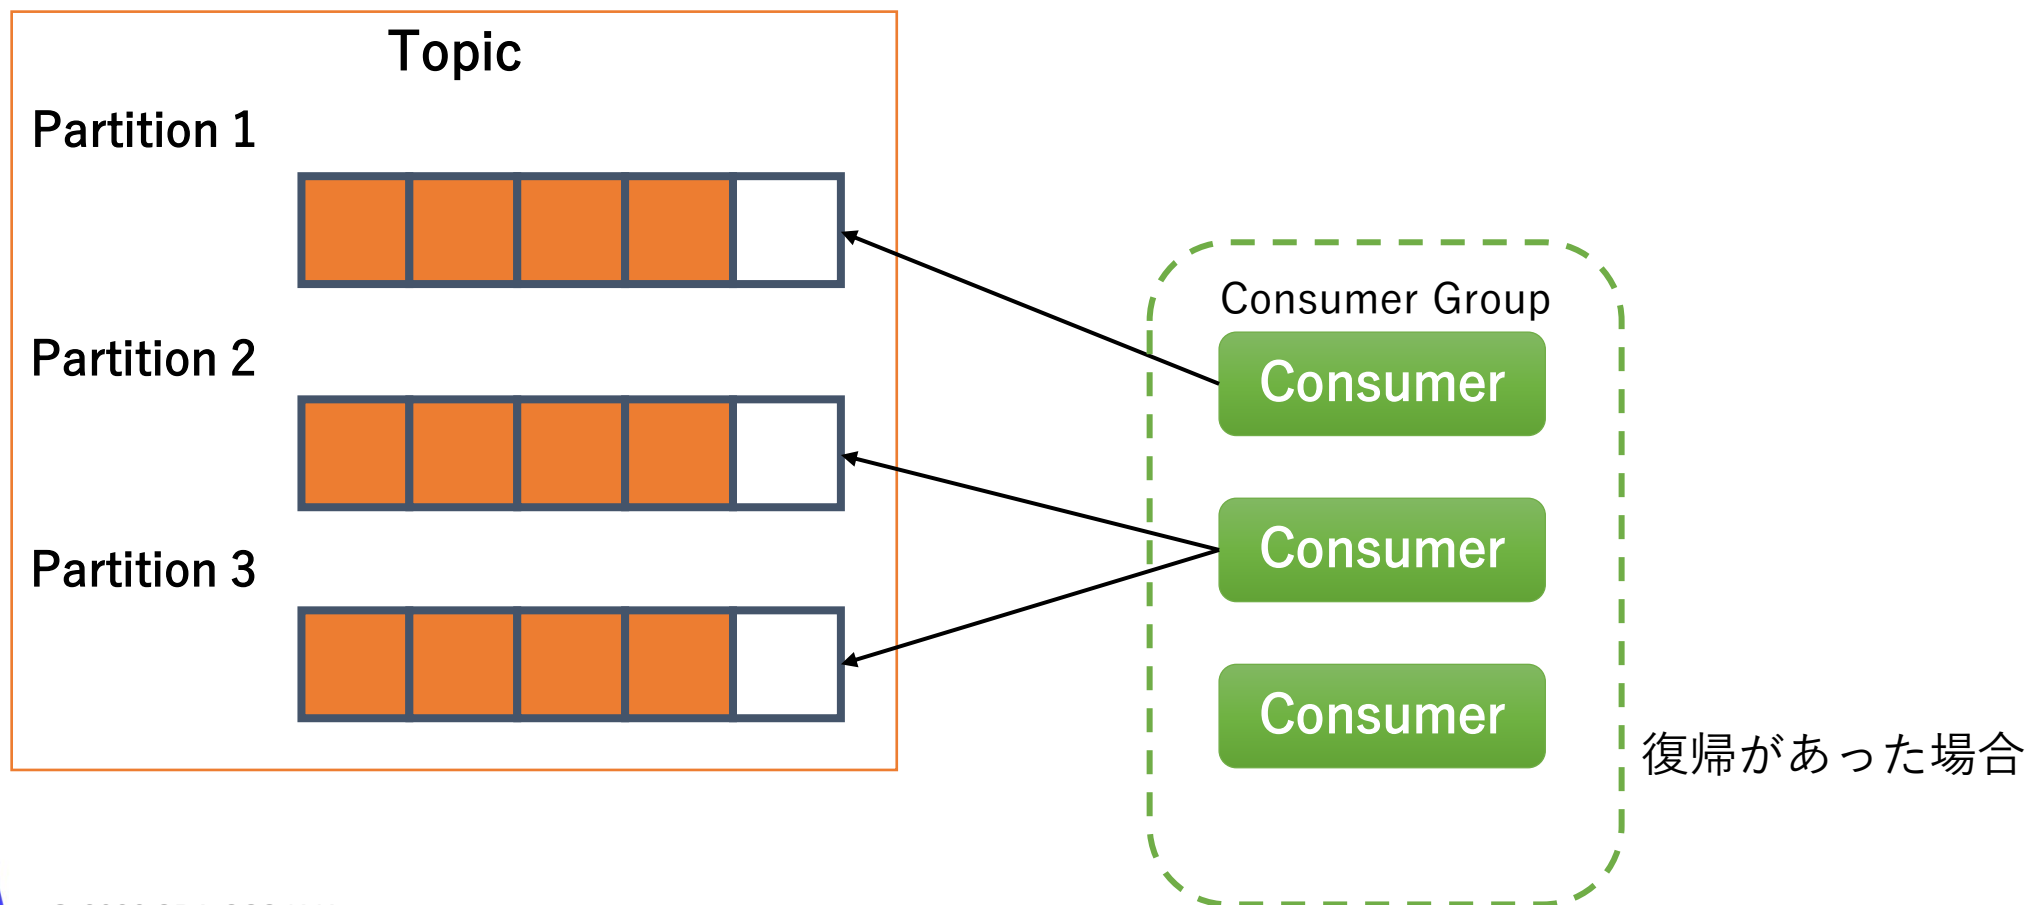 Topic
Partition 1
Partition 2
Partition 3
Consumer Group
Consumer
Consumer
Consumer
復帰があった場合